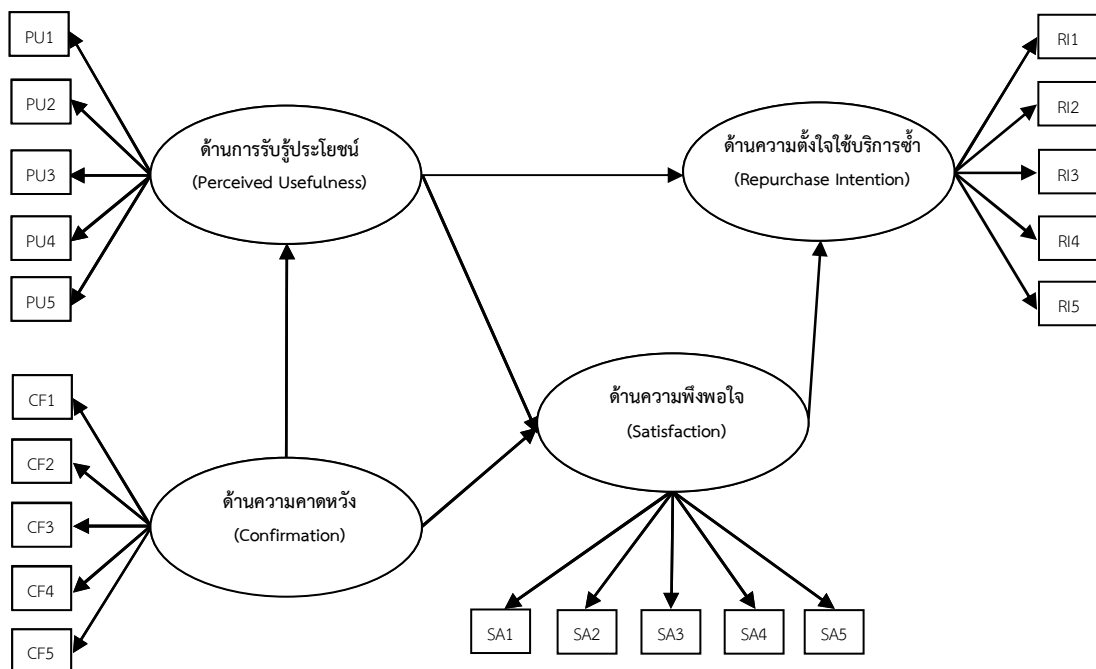 PU1
PU2
PU3
PU4
PU5
ด้านการรับรู้ประโยชน์
(Perceived Usefulness)
ด้านความตั้งใจใช้บริการซ้ำ
(Repurchase Intention)
RI1
RI2
RI3
RI4
RI5
CF1
CF2
CF3
CF4
CF5
ด้านความคาดหวัง
(Confirmation)
ด้านความพึงพอใจ
(Satisfaction)
SA1
SA2
SA3
SA4
SA5